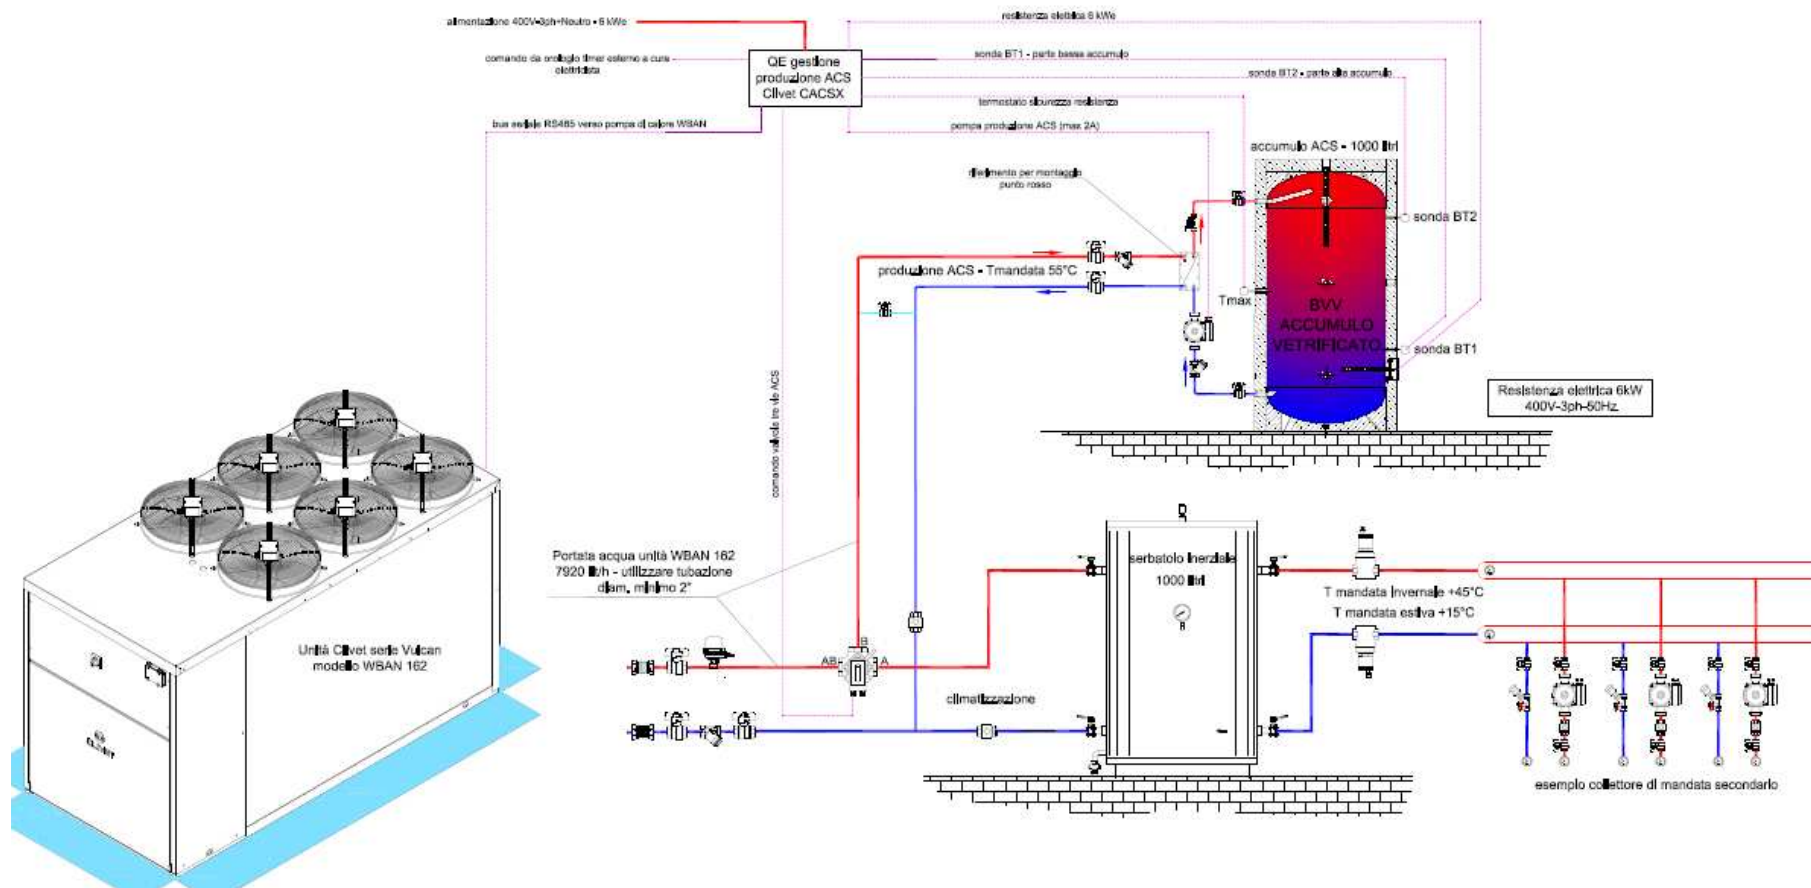 alimentazione 400V-3ph+Neutro - 6 kWe
resistenza elettrica 6 kWe
comando da orologio timer esterno a cura
elettricista
QE gestione
produzione ACS
Clivet CACSX
sonda BT1 - parte bassa accumulo
sonda BT2 - parte alta accumulo
termostato sicurezza resistenza
bus seriale RS485 verso pompa di calore WBAN
pompa produzione ACS (max 2A)
accumulo ACS - 1000 litri
riferimento per montaggio
punto rosso
sonda BT2
produzione ACS - Tmandata 55°C
Tmax
BVV
ACCUMULO
VETRIFICATO
sonda BT1
Resistenza elettrica 6kW
400V-3ph-50Hz
comando valvola tre vie ACS
Portata acqua unità WBAN 162
7920 lit/h - utilizzare tubazione
diam. minimo 2"
serbatoio inerziale
1000 litri
T mandata invernale +45°C
T mandata estiva +15°C
Unità Clivet serie Vulcan
modello WBAN 162
B
AB
A
climatizzazione
CLIVET
esempio collettore di mandata secondario